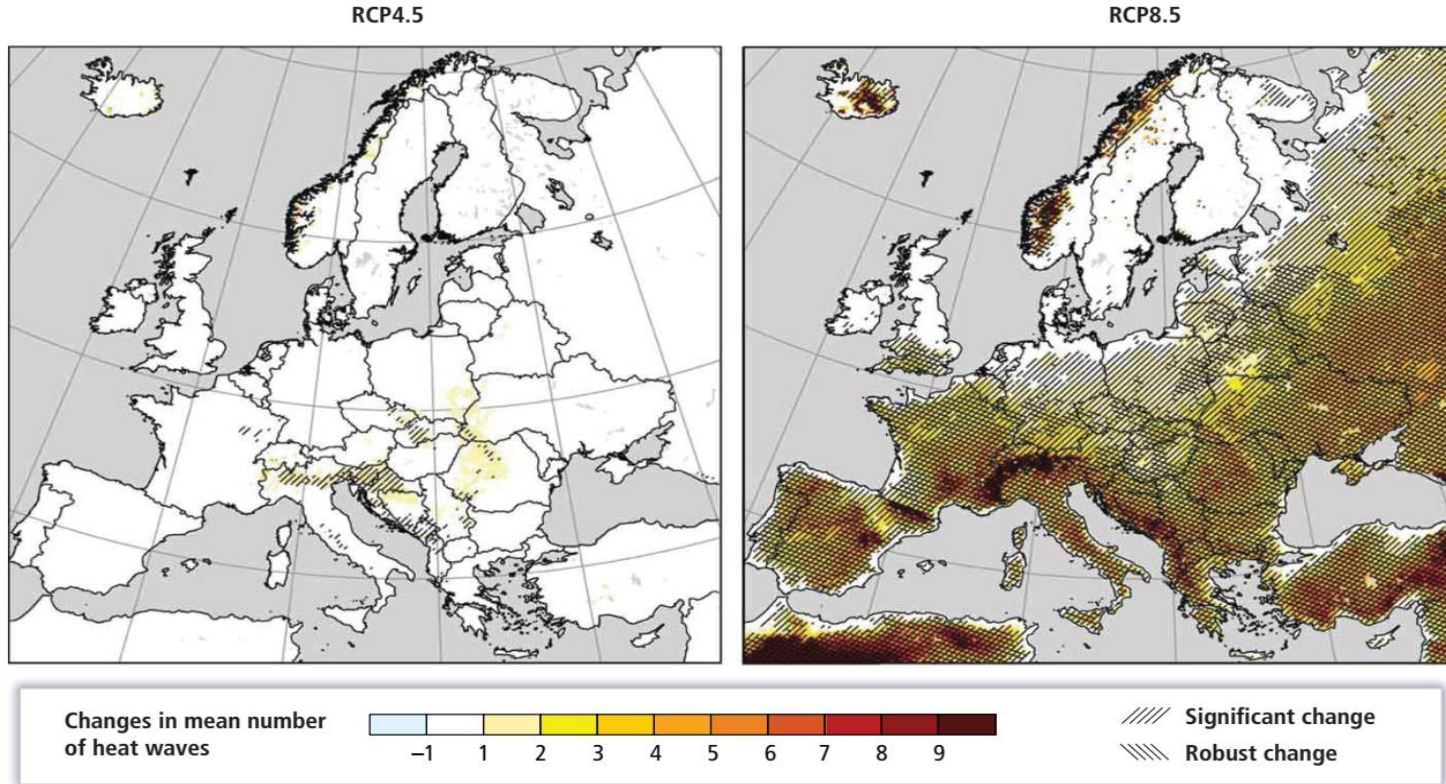 RCP4.5
RCP8.5
Changes in mean number
of heat waves
–1 1 2 3 4 5 6 7 8 9
Significant change
Robust change